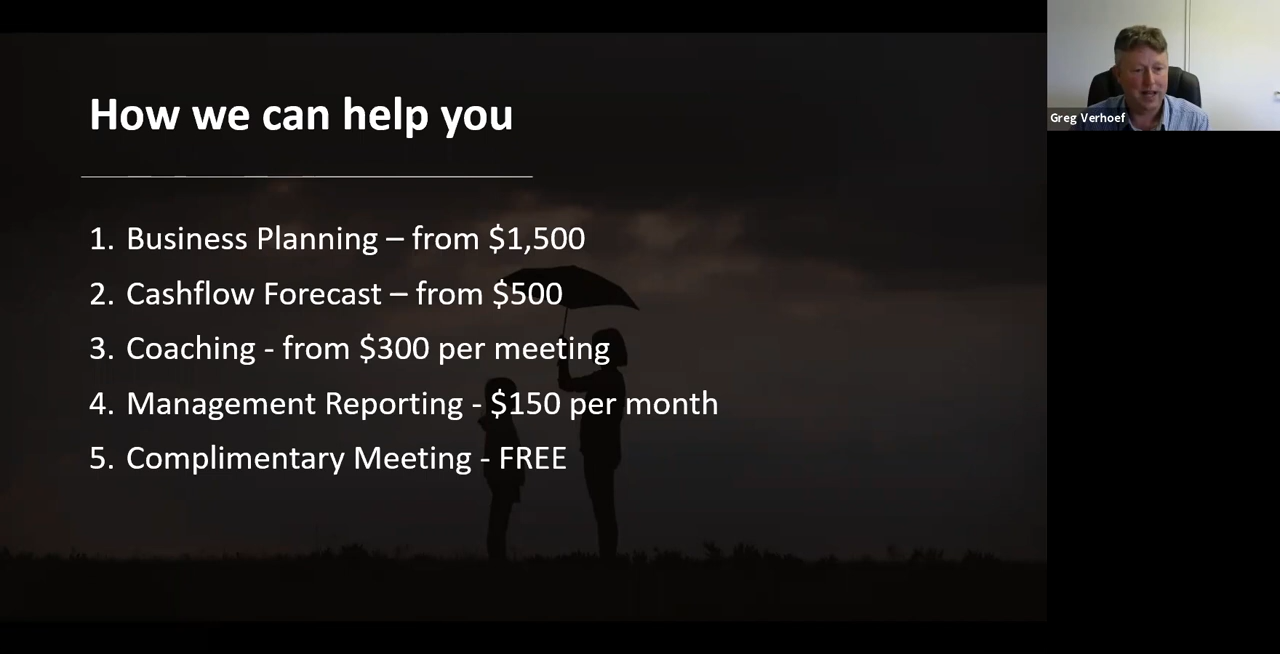 How we can help you
1. Business Planning – from $1,500
2. Cashflow Forecast – from $500
3. Coaching - from $300 per meeting
4. Management Reporting - $150 per month
5. Complimentary Meeting - FREE
Greg Verhoef